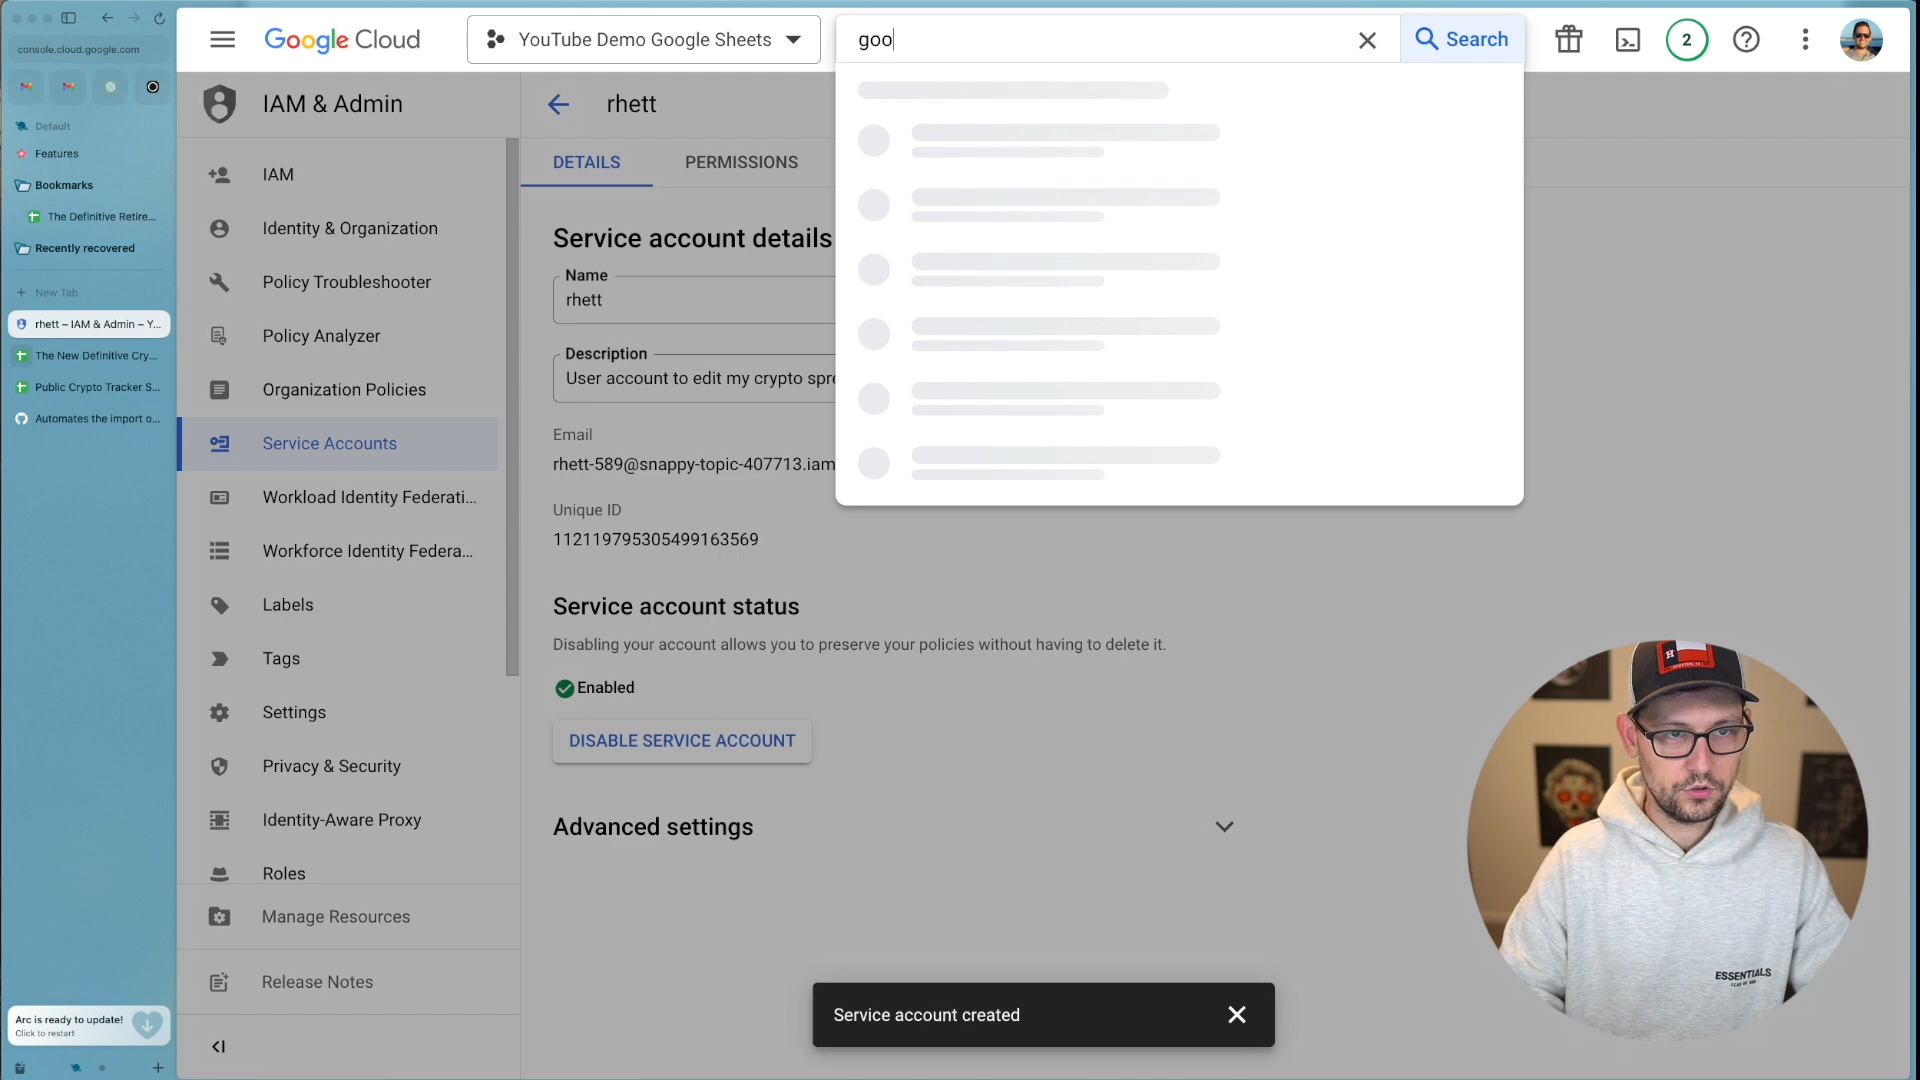 console.cloud.google.com
Default
Features
Bookmarks
The Definitive Retire...
Recently recovered
New Tab
rhett – IAM & Admin – Y...
The New Definitive Cry...
Public Crypto Tracker S...
Automates the import o...
Arc is ready to update!
Click to restart
Google Cloud
YouTube Demo Google Sheets
goo
Search
2
IAM & Admin
IAM
Identity & Organization
Policy Troubleshooter
Policy Analyzer
Organization Policies
Service Accounts
Workload Identity Federati...
Workforce Identity Federa...
Labels
Tags
Settings
Privacy & Security
Identity-Aware Proxy
Roles
Manage Resources
Release Notes
rhett
DETAILS
PERMISSIONS
Service account details
Name
rhett
Description
User account to edit my crypto spre
Email
rhett-589@snappy-topic-407713.iam
Unique ID
112119795305499163569
Service account status
Disabling your account allows you to preserve your policies without having to delete it.
Enabled
DISABLE SERVICE ACCOUNT
Advanced settings
Service account created
H
ESSENTIALS